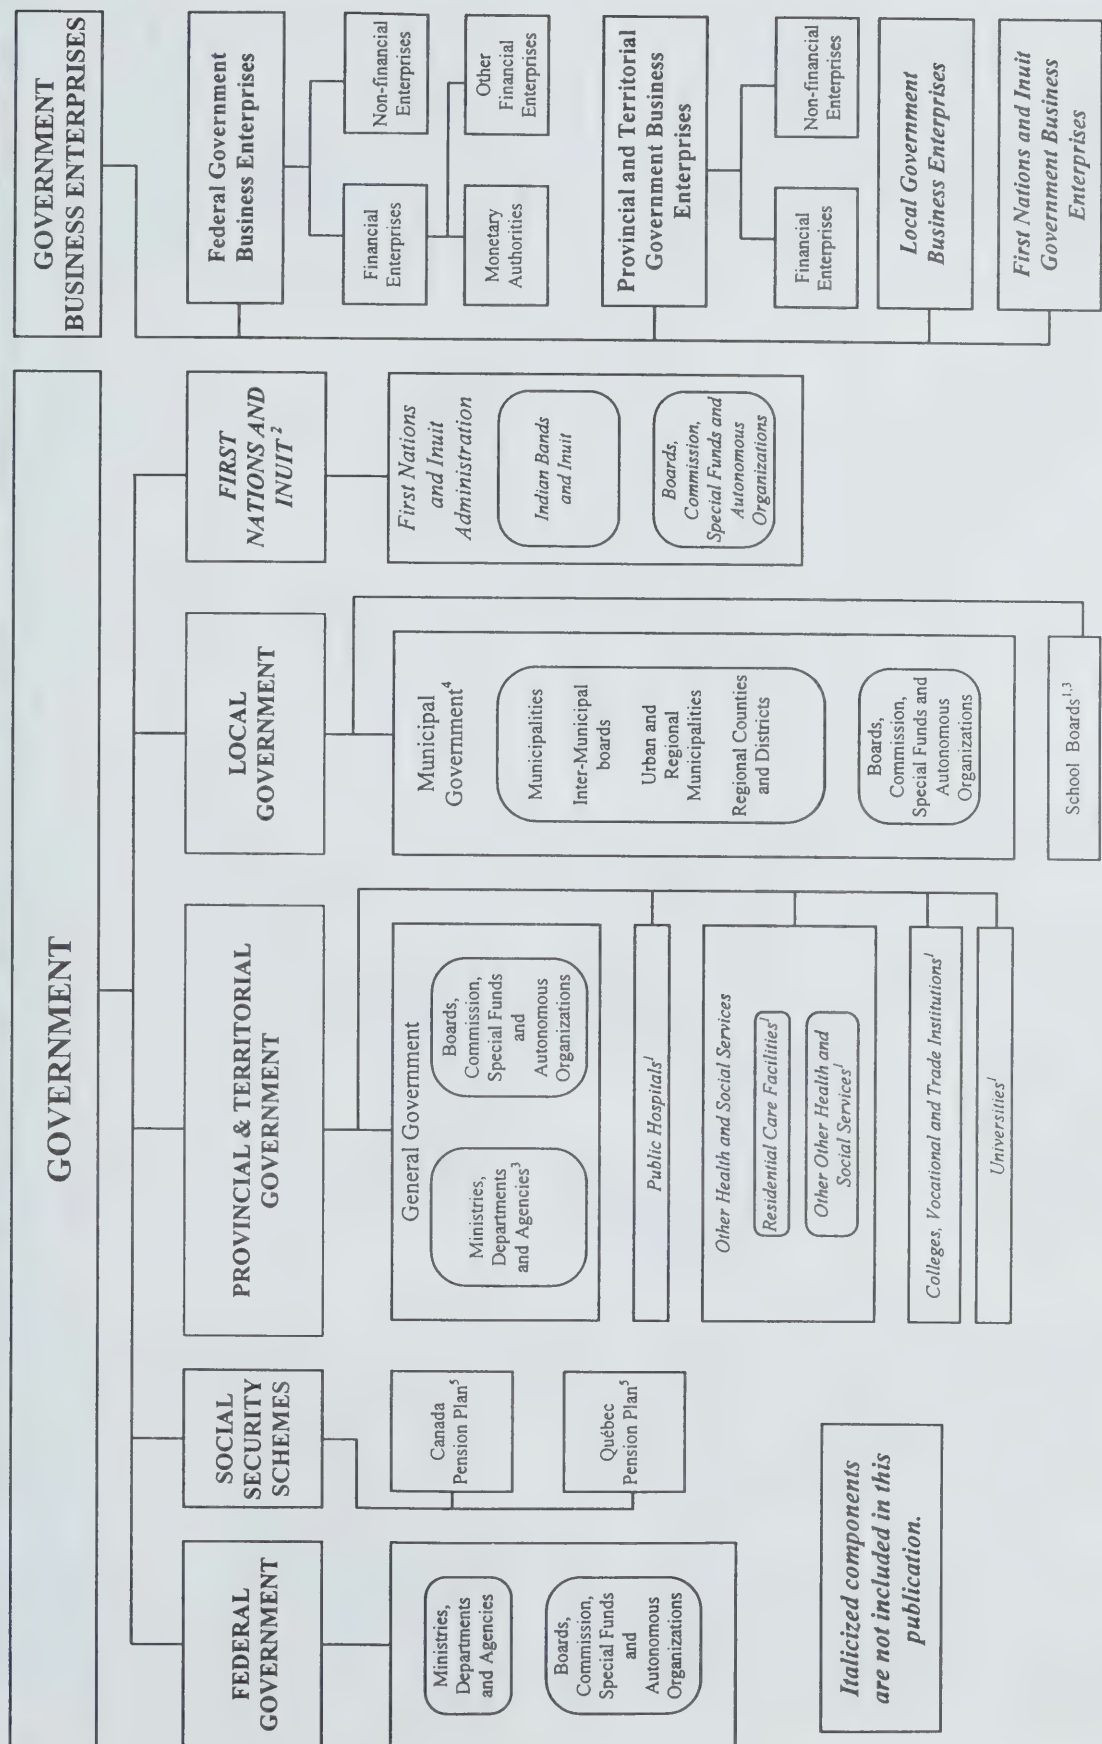 GOVERNMENT
FEDERAL
GOVERNMENT
Ministries,
Departments
and Agencies
Boards,
Commission,
Special Funds
and
Autonomous
Organizations
SOCIAL
SECURITY
SCHEMES
Canada
Pension Plan⁵
Québec
Pension Plan⁵
PROVINCIAL & TERRITORIAL
GOVERNMENT
General Government
Ministries,
Departments
and Agencies³
Boards,
Commission,
Special Funds
and
Autonomous
Organizations
Public Hospitals¹
Other Health and Social Services
Residential Care Facilities¹
Other Other Health and
Social Services¹
Colleges, Vocational and Trade Institutions¹
Universities¹
LOCAL
GOVERNMENT
Municipal
Government⁴
Municipalities
Inter-Municipal
boards
Urban and
Regional
Municipalities
Regional Counties
and Districts
Boards,
Commission,
Special Funds and
Autonomous
Organizations
School Boards¹,³
FIRST
NATIONS AND
INUIT ²
First Nations
and Inuit
Administration
Indian Bands
and Inuit
Boards,
Commission,
Special Funds and
Autonomous
Organizations
GOVERNMENT
BUSINESS ENTERPRISES
Federal Government
Business Enterprises
Financial
Enterprises
Non-financial
Enterprises
Monetary
Authorities
Other
Financial
Enterprises
Provincial and Territorial
Government Business
Enterprises
Financial
Enterprises
Non-financial
Enterprises
Local Government
Business Enterprises
First Nations and Inuit
Government Business
Enterprises
Italicized components
are not included in this
publication.